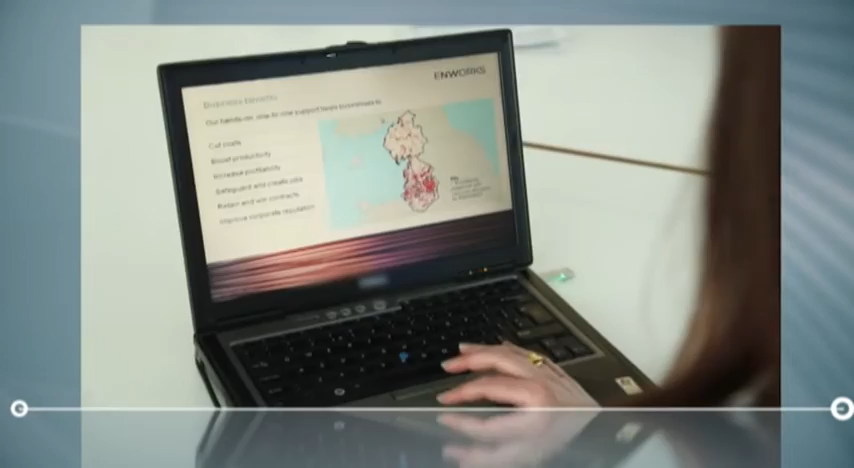 ENWORKS
Business Benefits
Our hands-on, one-to-one support helps businesses to
Cut costs
Boost productivity
Increase profitability
Safeguard and create jobs
Retain and win contracts
Improve corporate reputation